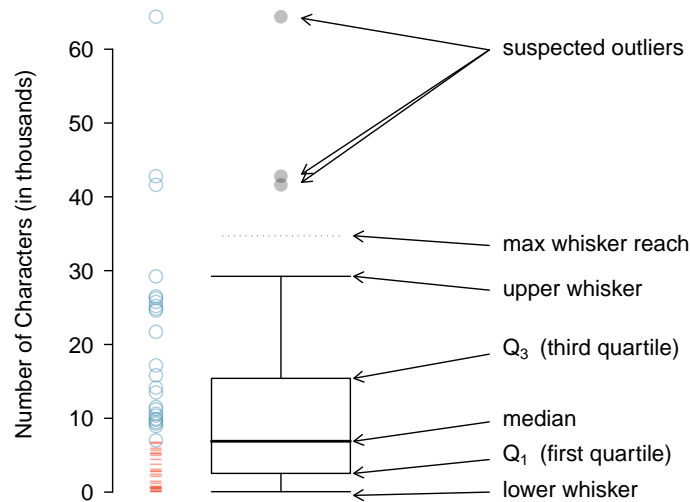 Number of Characters (in thousands)
60
50
40
30
20
10
0
suspected outliers
max whisker reach
upper whisker
Q3 (third quartile)
median
Q1 (first quartile)
lower whisker